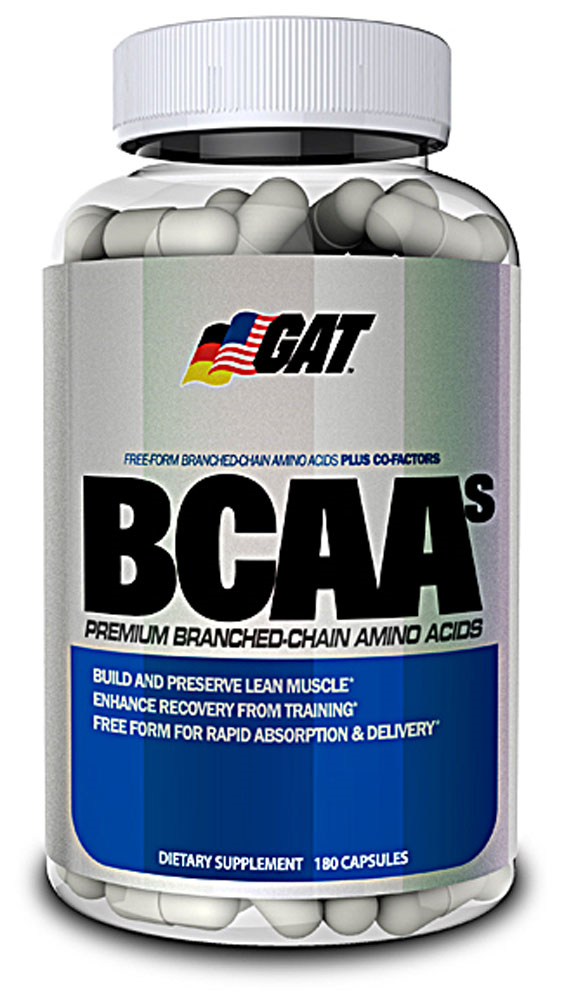 GAT
FREE-FORM BRANCHED-CHAIN AMINO ACIDS PLUS CO-FACTORS
BCAAs
PREMIUM BRANCHED-CHAIN AMINO ACIDS
BUILD AND PRESERVE LEAN MUSCLE*
ENHANCE RECOVERY FROM TRAINING*
FREE FORM FOR RAPID ABSORPTION & DELIVERY*
DIETARY SUPPLEMENT 180 CAPSULES